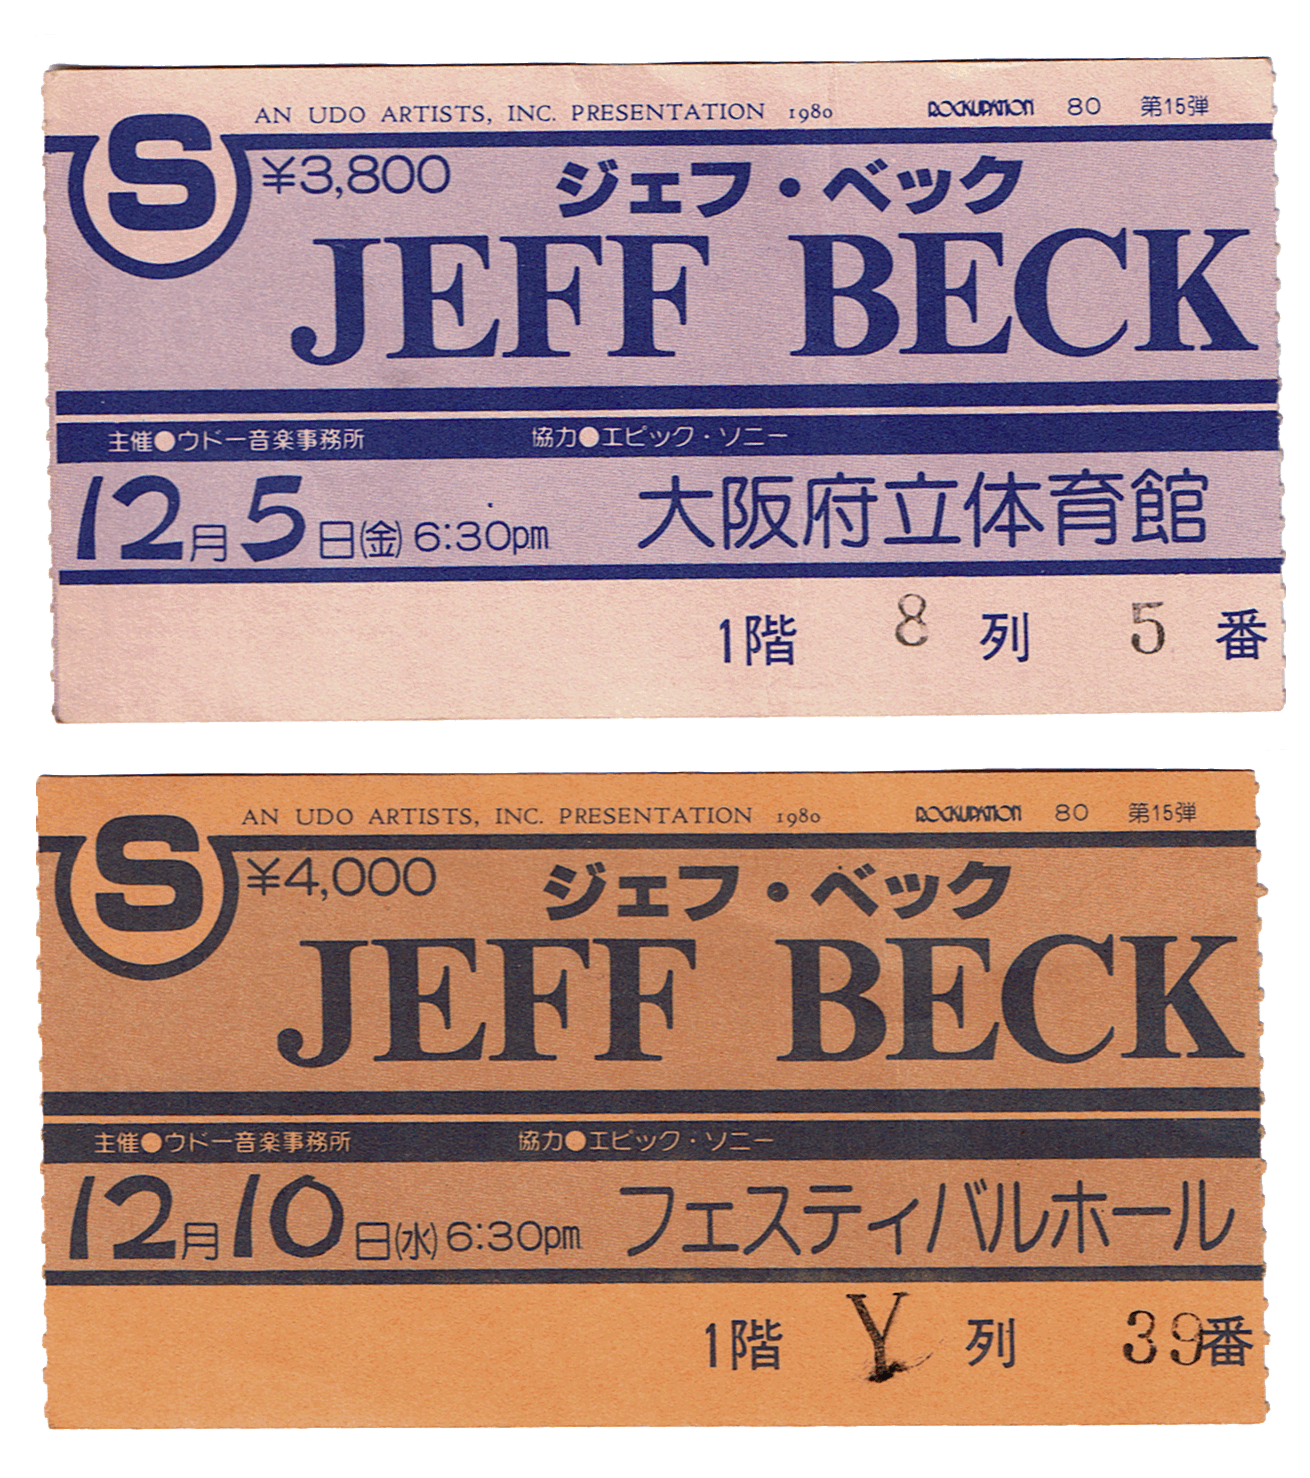 AN UDO ARTISTS, INC. PRESENTATION 1980 ROCKUPATION 80 第15弾
S ¥3,800 ジェフ・ベック
JEFF BECK
主催●ウドー音楽事務所 協力●エピック・ソニー
12月5日(金)6:30pm 大阪府立体育館
1階 8 列 5 番
AN UDO ARTISTS, INC. PRESENTATION 1980 ROCKUPATION 80 第15弾
S ¥4,000 ジェフ・ベック
JEFF BECK
主催●ウドー音楽事務所 協力●エピック・ソニー
12月10日(水)6:30pm フェスティバルホール
1階 Y 列 39番